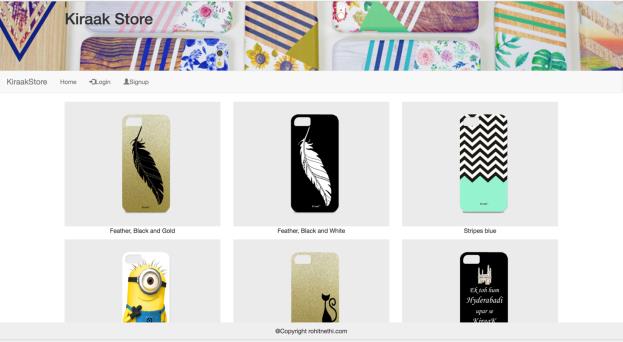 Kiraak Store
KiraakStore Home Login Signup
Feather, Black and Gold
Feather, Black and White
Stripes blue
Ek toh hum
Hyderabadi
upar se
KiraaK
@Copyright rohitnethi.com